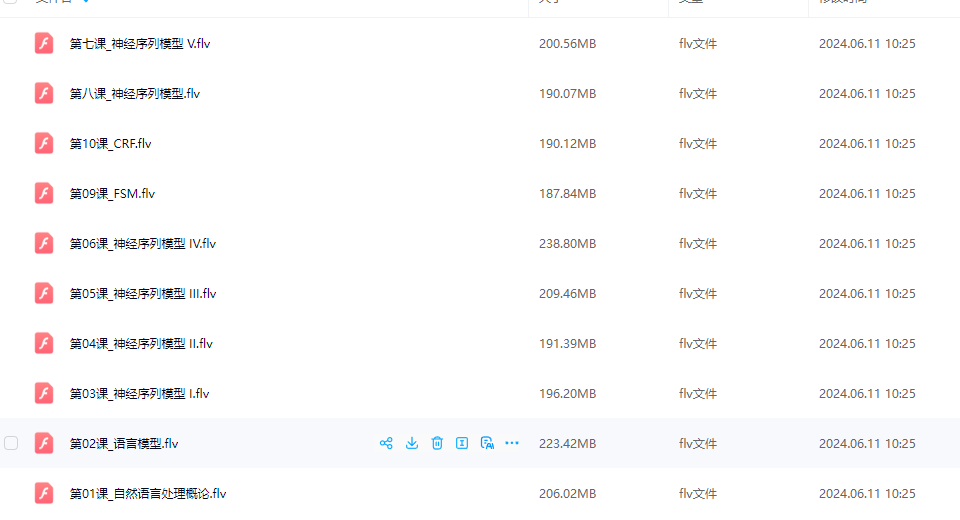 第七课_神经序列模型 V.flv 200.56MB flv文件 2024.06.11 10:25
第八课_神经序列模型.flv 190.07MB flv文件 2024.06.11 10:25
第10课_CRF.flv 190.12MB flv文件 2024.06.11 10:25
第09课_FSM.flv 187.84MB flv文件 2024.06.11 10:25
第06课_神经序列模型 IV.flv 238.80MB flv文件 2024.06.11 10:25
第05课_神经序列模型 III.flv 209.46MB flv文件 2024.06.11 10:25
第04课_神经序列模型 II.flv 191.39MB flv文件 2024.06.11 10:25
第03课_神经序列模型 I.flv 196.20MB flv文件 2024.06.11 10:25
第02课_语言模型.flv 223.42MB flv文件 2024.06.11 10:25
第01课_自然语言处理概论.flv 206.02MB flv文件 2024.06.11 10:25